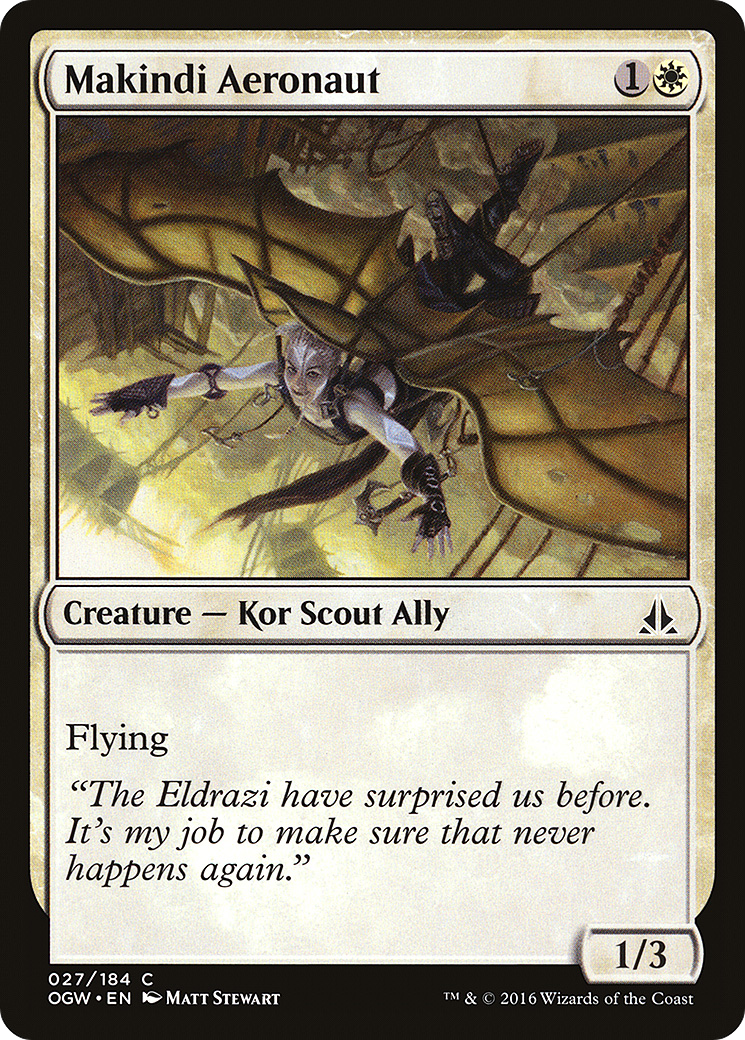 Makindi Aeronaut 1
Creature — Kor Scout Ally
Flying
“The Eldrazi have surprised us before.
It’s my job to make sure that never
happens again.”
1/3
027/184 C
OGW • EN Matt Stewart
™ & © 2016 Wizards of the Coast